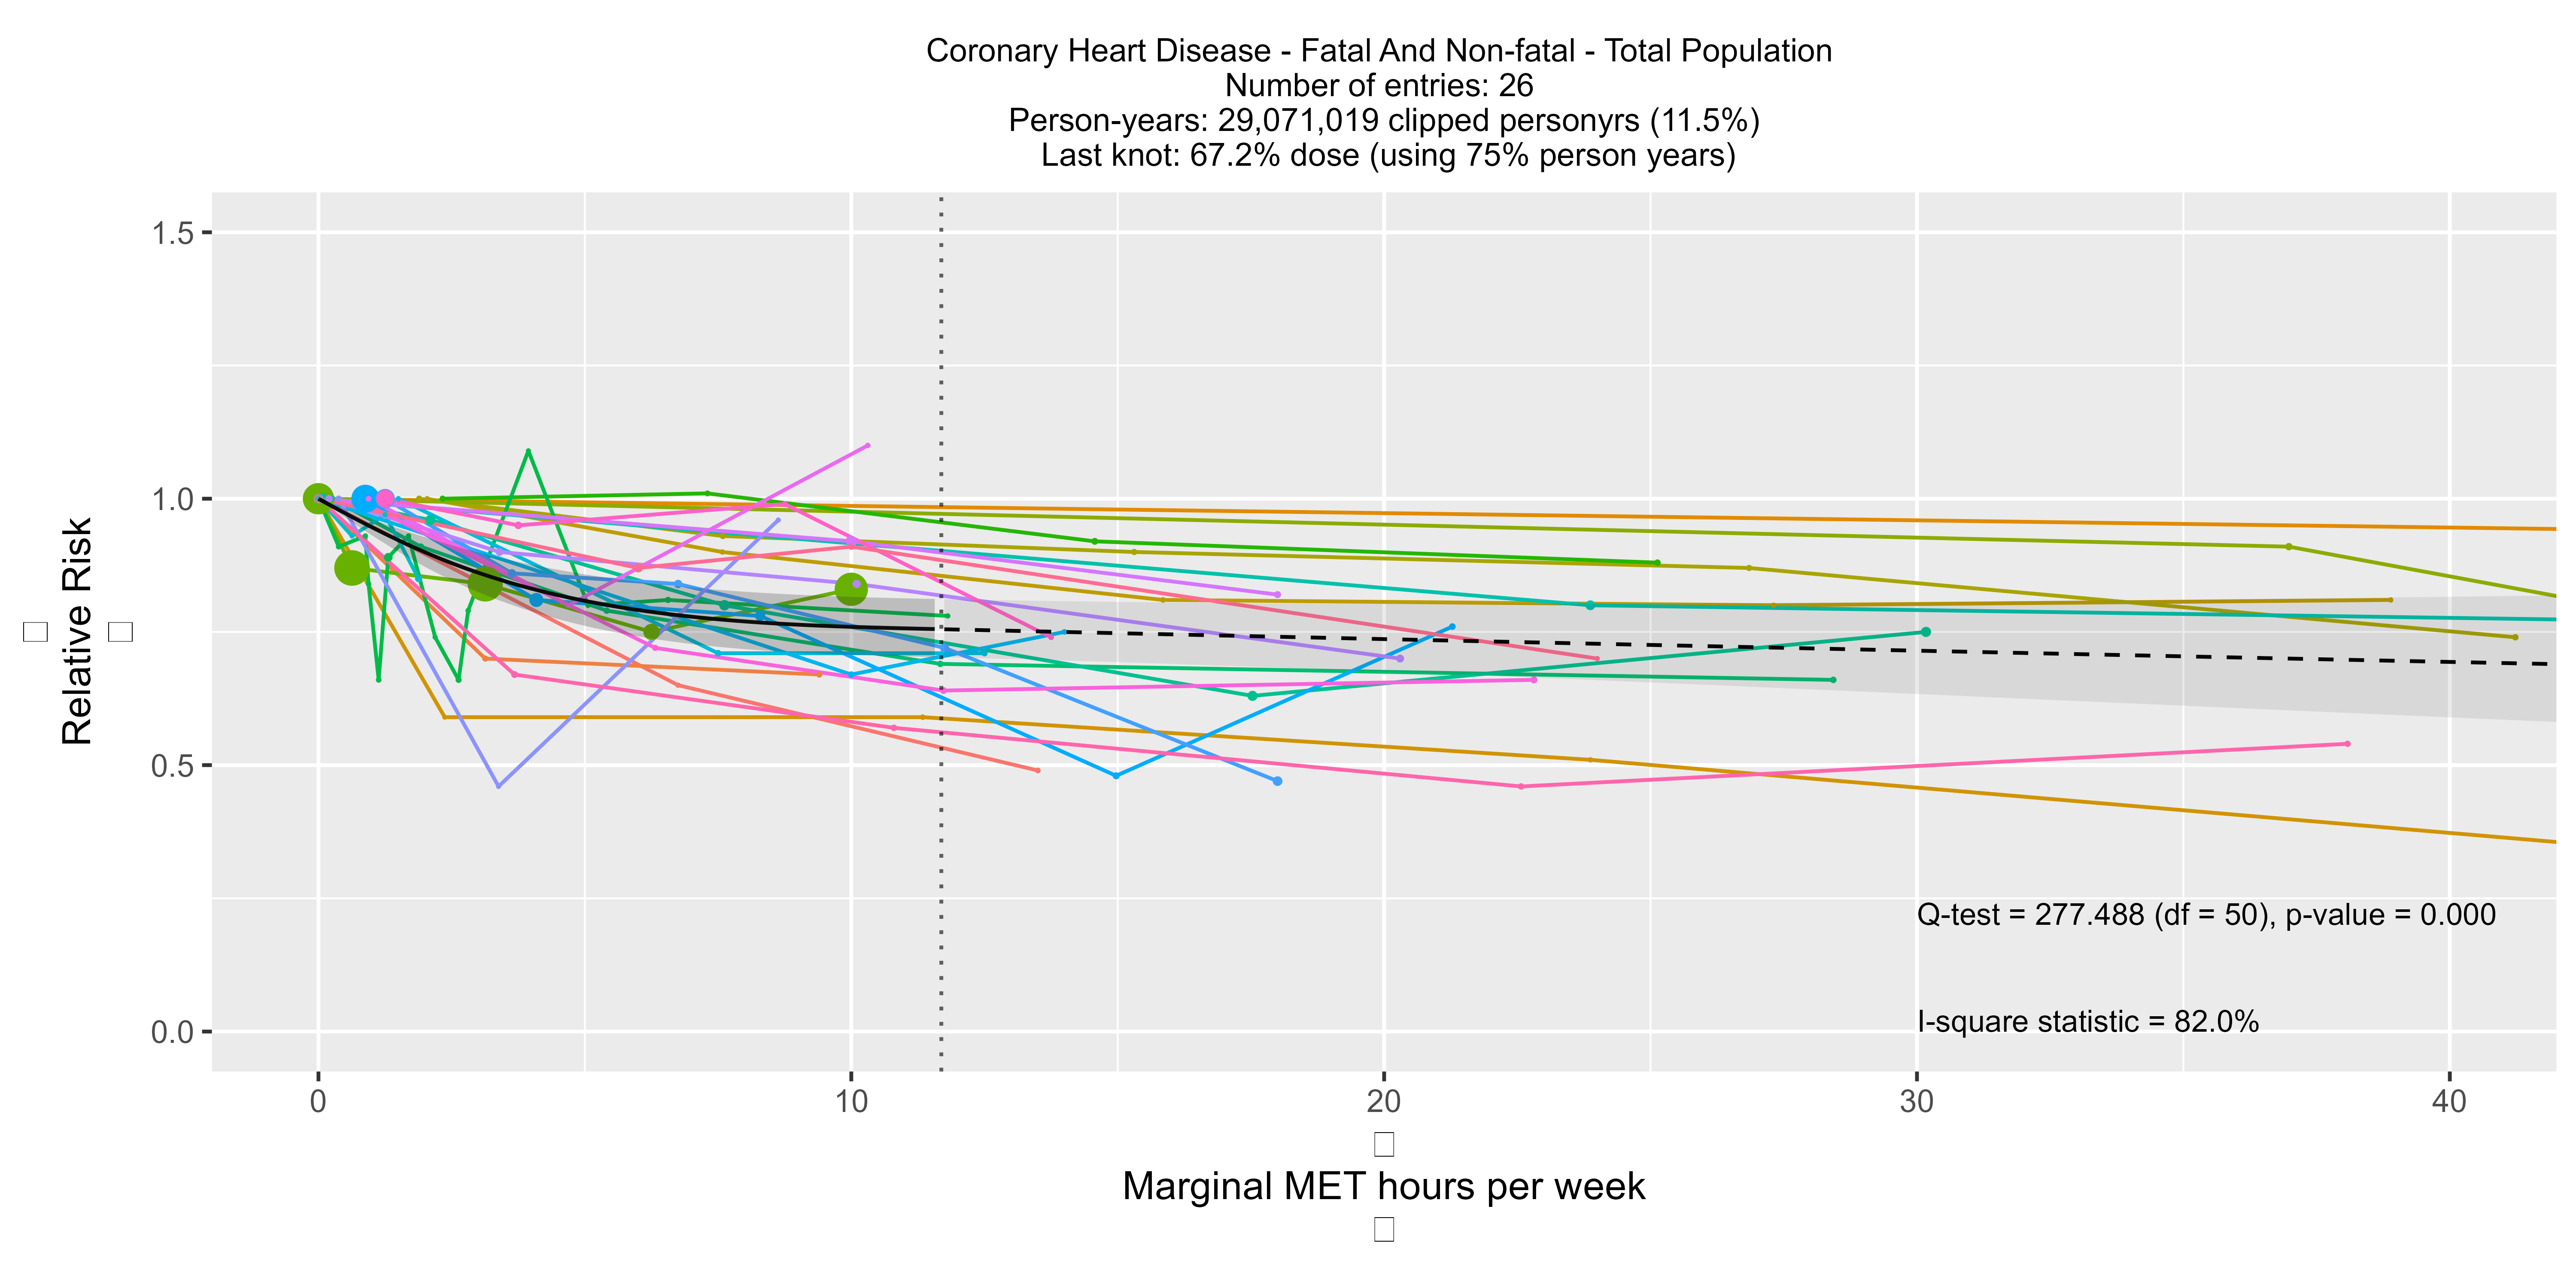 Coronary Heart Disease - Fatal And Non-fatal - Total Population
Number of entries: 26
Person-years: 29,071,019 clipped personyrs (11.5%)
Last knot: 67.2% dose (using 75% person years)
1.5
1.0
0.5
0.0
Relative Risk
Q-test = 277.488 (df = 50), p-value = 0.000
I-square statistic = 82.0%
0 10 20 30 40
Marginal MET hours per week